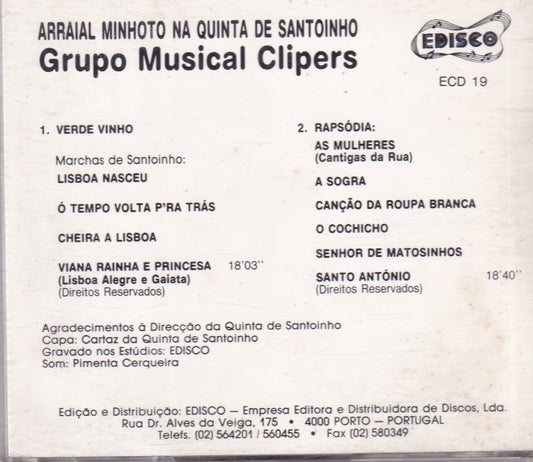 ARRAIAL MINHOTO NA QUINTA DE SANTOINHO
Grupo Musical Clipers
EDISCO
ECD 19
1. VERDE VINHO
Marchas de Santoinho:
LISBOA NASCEU
Ó TEMPO VOLTA P'RA TRÁS
CHEIRA A LISBOA
VIANA RAINHA E PRINCESA 18'03''
(Lisboa Alegre e Gaiata)
(Direitos Reservados)
2. RAPSÓDIA:
AS MULHERES
(Cantigas da Rua)
A SOGRA
CANÇÃO DA ROUPA BRANCA
O COCHICHO
SENHOR DE MATOSINHOS
SANTO ANTÓNIO 18'40''
(Direitos Reservados)
Agradecimentos à Direcção da Quinta de Santoinho
Capa: Cartaz da Quinta de Santoinho
Gravado nos Estúdios: EDISCO
Som: Pimenta Cerqueira
Edição e Distribuição: EDISCO — Empresa Editora e Distribuidora de Discos, Lda.
Rua Dr. Alves da Veiga, 175 • 4000 PORTO – PORTUGAL
Telefs. (02) 564201 / 560455 • Fax (02) 580349